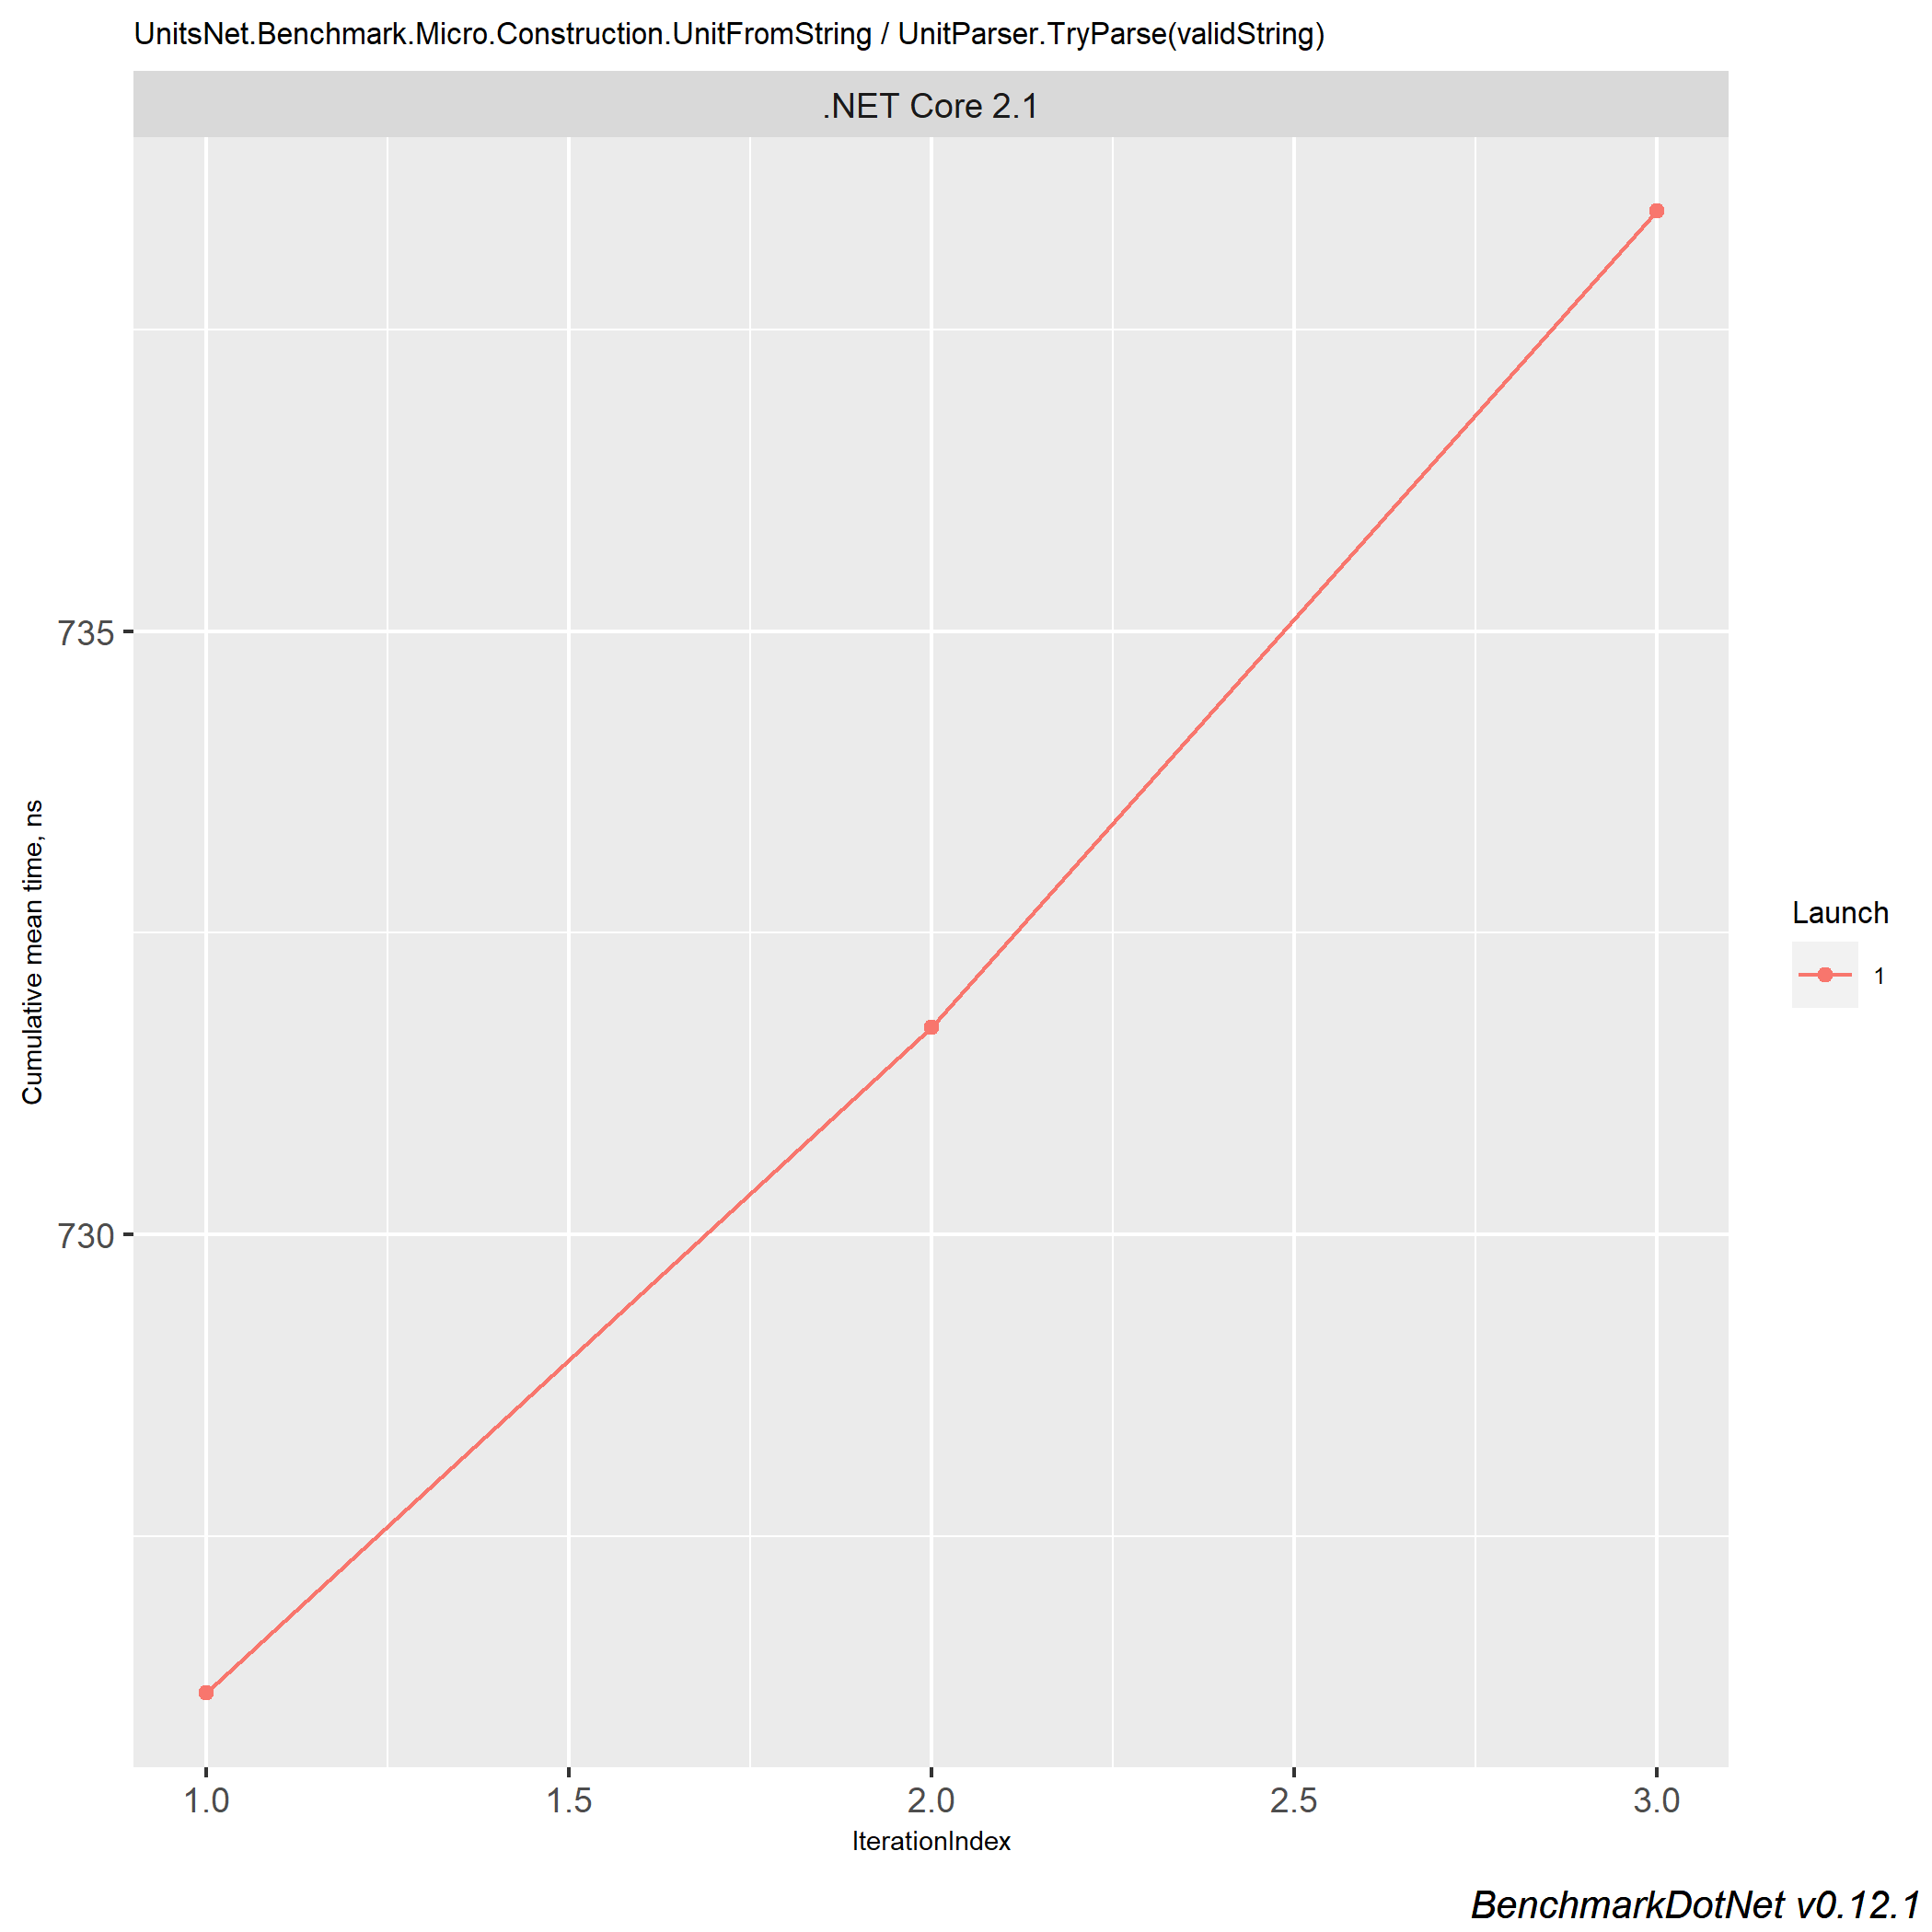 UnitsNet.Benchmark.Micro.Construction.UnitFromString / UnitParser.TryParse(validString)
.NET Core 2.1
735
730
Cumulative mean time, ns
1.0 1.5 2.0 2.5 3.0
IterationIndex
Launch
1
BenchmarkDotNet v0.12.1